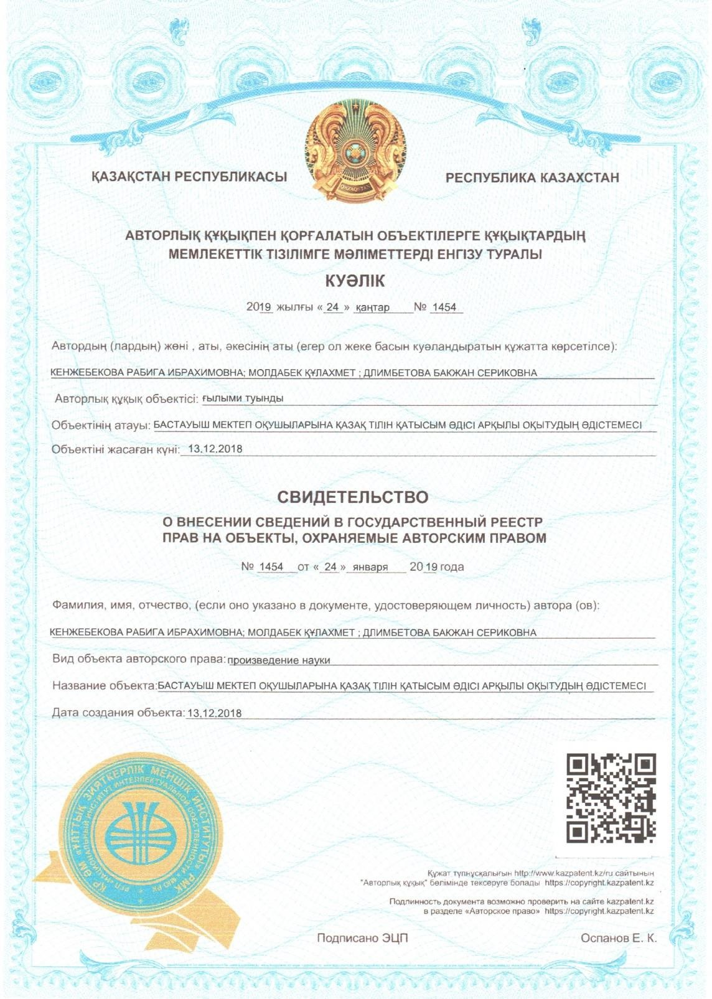 ҚАЗАҚСТАН РЕСПУБЛИКАСЫ
QAZAQSTAN
РЕСПУБЛИКА КАЗАХСТАН
АВТОРЛЫҚ ҚҰҚЫҚПЕН ҚОРҒАЛАТЫН ОБЪЕКТІЛЕРГЕ ҚҰҚЫҚТАРДЫҢ
МЕМЛЕКЕТТІК ТІЗІЛІМГЕ МӘЛІМЕТТЕРДІ ЕНГІЗУ ТУРАЛЫ
КУӘЛІК
2019 жылғы « 24 » қаңтар № 1454
Автордың (лардың) жөні , аты, әкесінің аты (егер ол жеке басын куәландыратын құжатта көрсетілсе):
КЕНЖЕБЕКОВА РАБИГА ИБРАХИМОВНА; МОЛДАБЕК ҚҰЛАХМЕТ ; ДЛИМБЕТОВА БАКЖАН СЕРИКОВНА
Авторлық құқық объектісі: ғылыми туынды
Объектінің атауы: БАСТАУЫШ МЕКТЕП ОҚУШЫЛАРЫНА ҚАЗАҚ ТІЛІН ҚАТЫСЫМ ӘДІСІ АРҚЫЛЫ ОҚЫТУДЫҢ ӘДІСТЕМЕСІ
Объектіні жасаған күні: 13.12.2018
СВИДЕТЕЛЬСТВО
О ВНЕСЕНИИ СВЕДЕНИЙ В ГОСУДАРСТВЕННЫЙ РЕЕСТР
ПРАВ НА ОБЪЕКТЫ, ОХРАНЯЕМЫЕ АВТОРСКИМ ПРАВОМ
№ 1454 от « 24 » января 2019 года
Фамилия, имя, отчество, (если оно указано в документе, удостоверяющем личность) автора (ов):
КЕНЖЕБЕКОВА РАБИГА ИБРАХИМОВНА; МОЛДАБЕК ҚҰЛАХМЕТ ; ДЛИМБЕТОВА БАКЖАН СЕРИКОВНА
Вид объекта авторского права: произведение науки
Название объекта: БАСТАУЫШ МЕКТЕП ОҚУШЫЛАРЫНА ҚАЗАҚ ТІЛІН ҚАТЫСЫМ ӘДІСІ АРҚЫЛЫ ОҚЫТУДЫҢ ӘДІСТЕМЕСІ
Дата создания объекта: 13.12.2018
ҚР ӘМ «ҰЛТТЫҚ ЗИЯТКЕРЛІК МЕНШІК ИНСТИТУТЫ» РМК
РГП «НАЦИОНАЛЬНЫЙ ИНСТИТУТ ИНТЕЛЛЕКТУАЛЬНОЙ СОБСТВЕННОСТИ» МЮ РК
Құжат түпнұсқалығын http://www.kazpatent.kz/ru сайтының
"Авторлық құқық" бөлімінде тексеруге болады https://copyright.kazpatent.kz
Подлинность документа возможно проверить на сайте kazpatent.kz
в разделе «Авторское право» https://copyright.kazpatent.kz
Подписано ЭЦП
Оспанов Е. К.